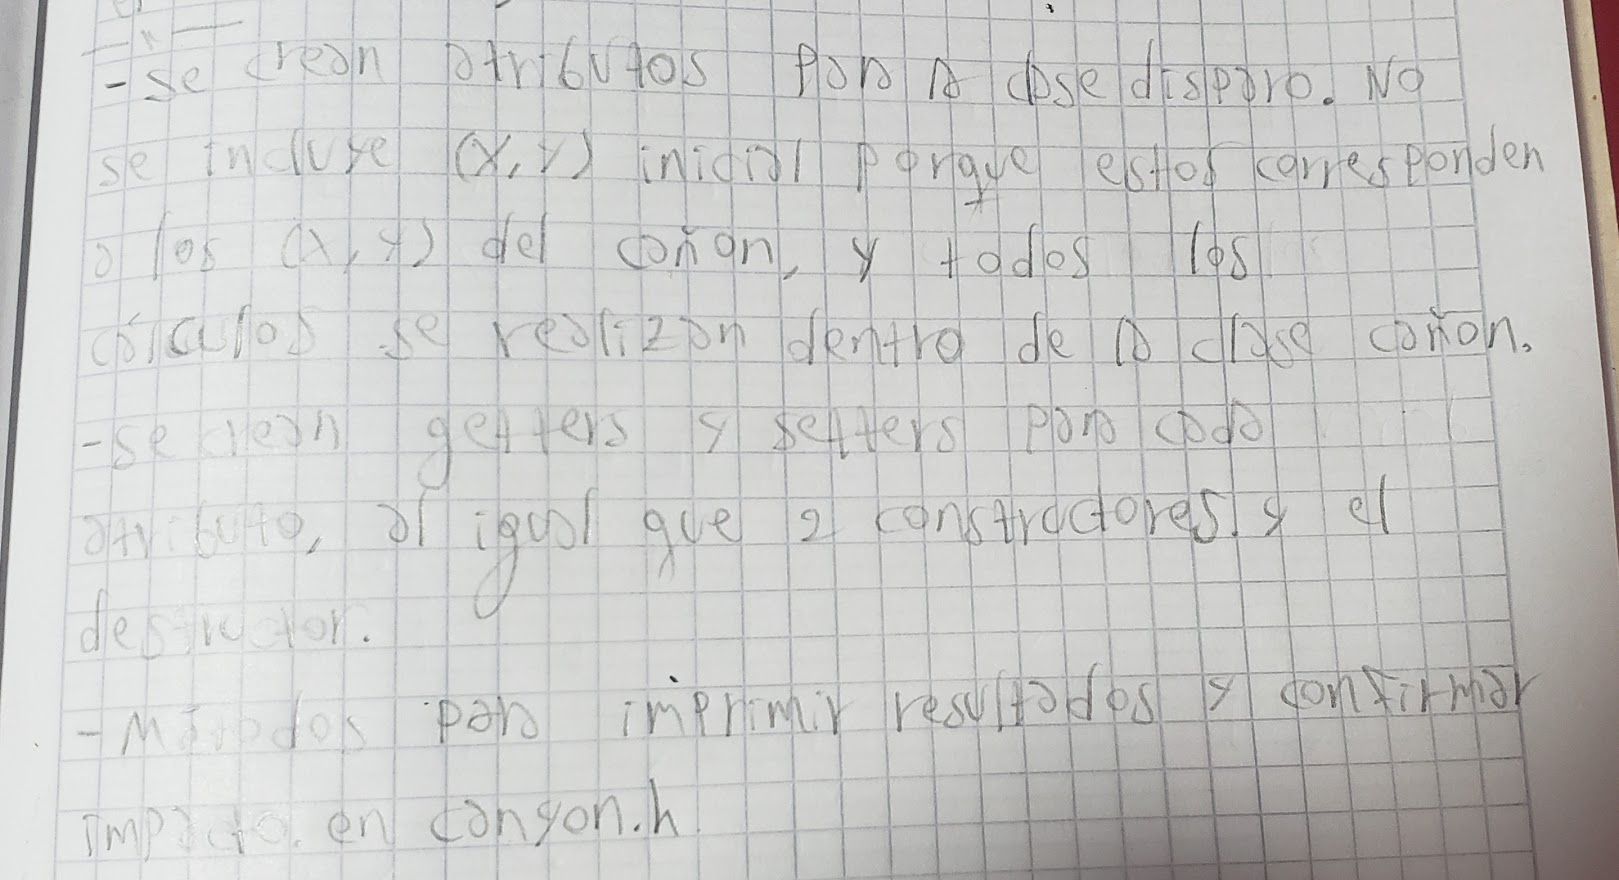 - se crean atributos para la clase disparo. No
se incluye (x,y) inicial porque estos corresponden
a los (x,y) del cañon, y todos los
cálculos se realizan dentro de la clase cañon.
- se crean getters y setters para cada
atributo, al igual que 2 constructores y el
destructor.
- Métodos para imprimir resultados y confirmar
impacto en canyon.h